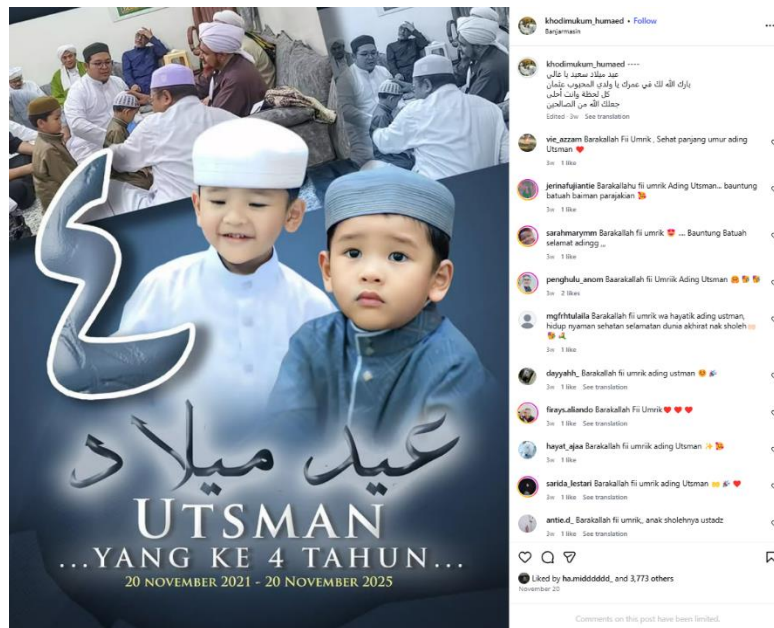 ٤
عيد ميلاد
UTSMAN
...YANG KE 4 TAHUN...
20 NOVEMBER 2021 - 20 NOVEMBER 2025
khodimukum_humaed • Follow
Banjarmasin
khodimukum_humaed ----
عيد ميلاد سعيد يا غالي
بارك الله لك في عمرك يا ولدي المحبوب عثمان
كل لحظة وانت أحلى
جعلك الله من الصالحين
Edited · 3w See translation
vie_azzam Barakallah Fii Umrik , Sehat panjang umur ading
Utsman ❤️
3w 1 like
jerinafujiantie Barakallahu fii umrik Ading Utsman... bauntung
batuah baiman parajakian
3w 1 like
sarahmarymm Barakallah fii umrik 😍 ... Bauntung Batuah
selamat adingg ,,
3w 1 like
penghulu_anom Baarakallah fii Umriik Ading Utsman
3w 2 likes
mgfrhtulaila Barakallah fii umrik wa hayatik ading ustman,
hidup nyaman sehatan selamatan dunia akhirat nak sholeh
3w 1 like
dayyahh_ Barakallah fii umrik ading ustman
3w 1 like See translation
firays.aliando Barakallah Fii Umrik❤️ ❤️ ❤️
3w 1 like See translation
hayat_ajaa Barakallah fii umriik ading Utsman
3w 1 like See translation
sarida_lestari Barakallah fii umrik ading Utsman
3w 1 like See translation
antie.d_ Barakallah fii umrik,, anak sholehnya ustadz
2w 1 like See translation
Liked by ha.middddddd_ and 3,773 others
November 20
Comments on this post have been limited.